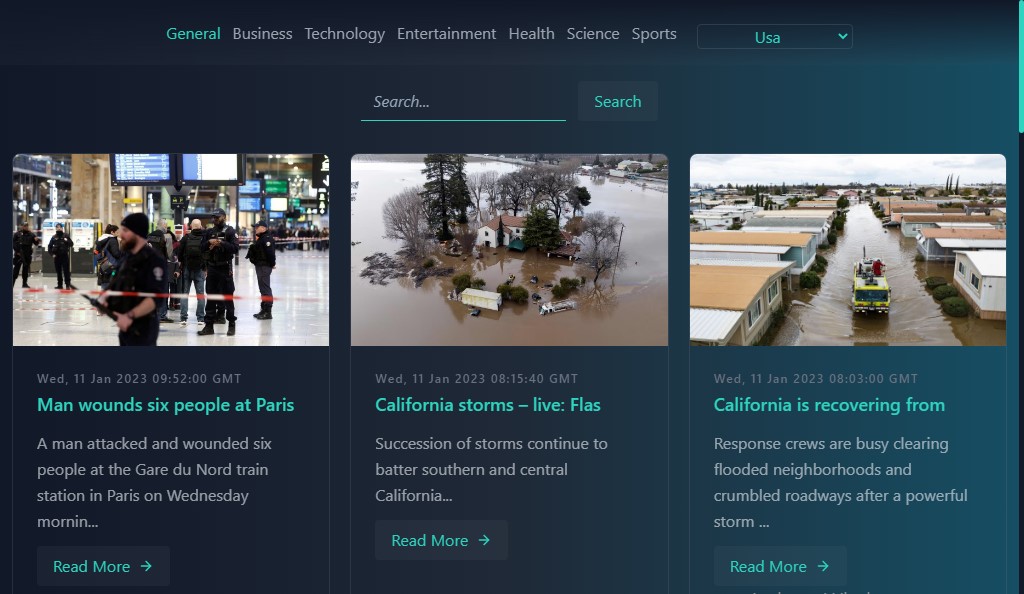 General Business Technology Entertainment Health Science Sports Usa
Search... Search
Wed, 11 Jan 2023 09:52:00 GMT
Man wounds six people at Paris
A man attacked and wounded six
people at the Gare du Nord train
station in Paris on Wednesday
mornin...
Read More →
Wed, 11 Jan 2023 08:15:40 GMT
California storms – live: Flas
Succession of storms continue to
batter southern and central
California...
Read More →
Wed, 11 Jan 2023 08:03:00 GMT
California is recovering from
Response crews are busy clearing
flooded neighborhoods and
crumbled roadways after a powerful
storm ...
Read More →